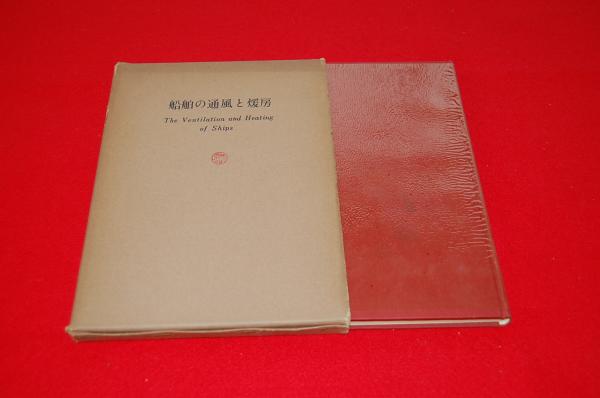 船舶の通風と煖房
The Ventilation and Heating
of Ships